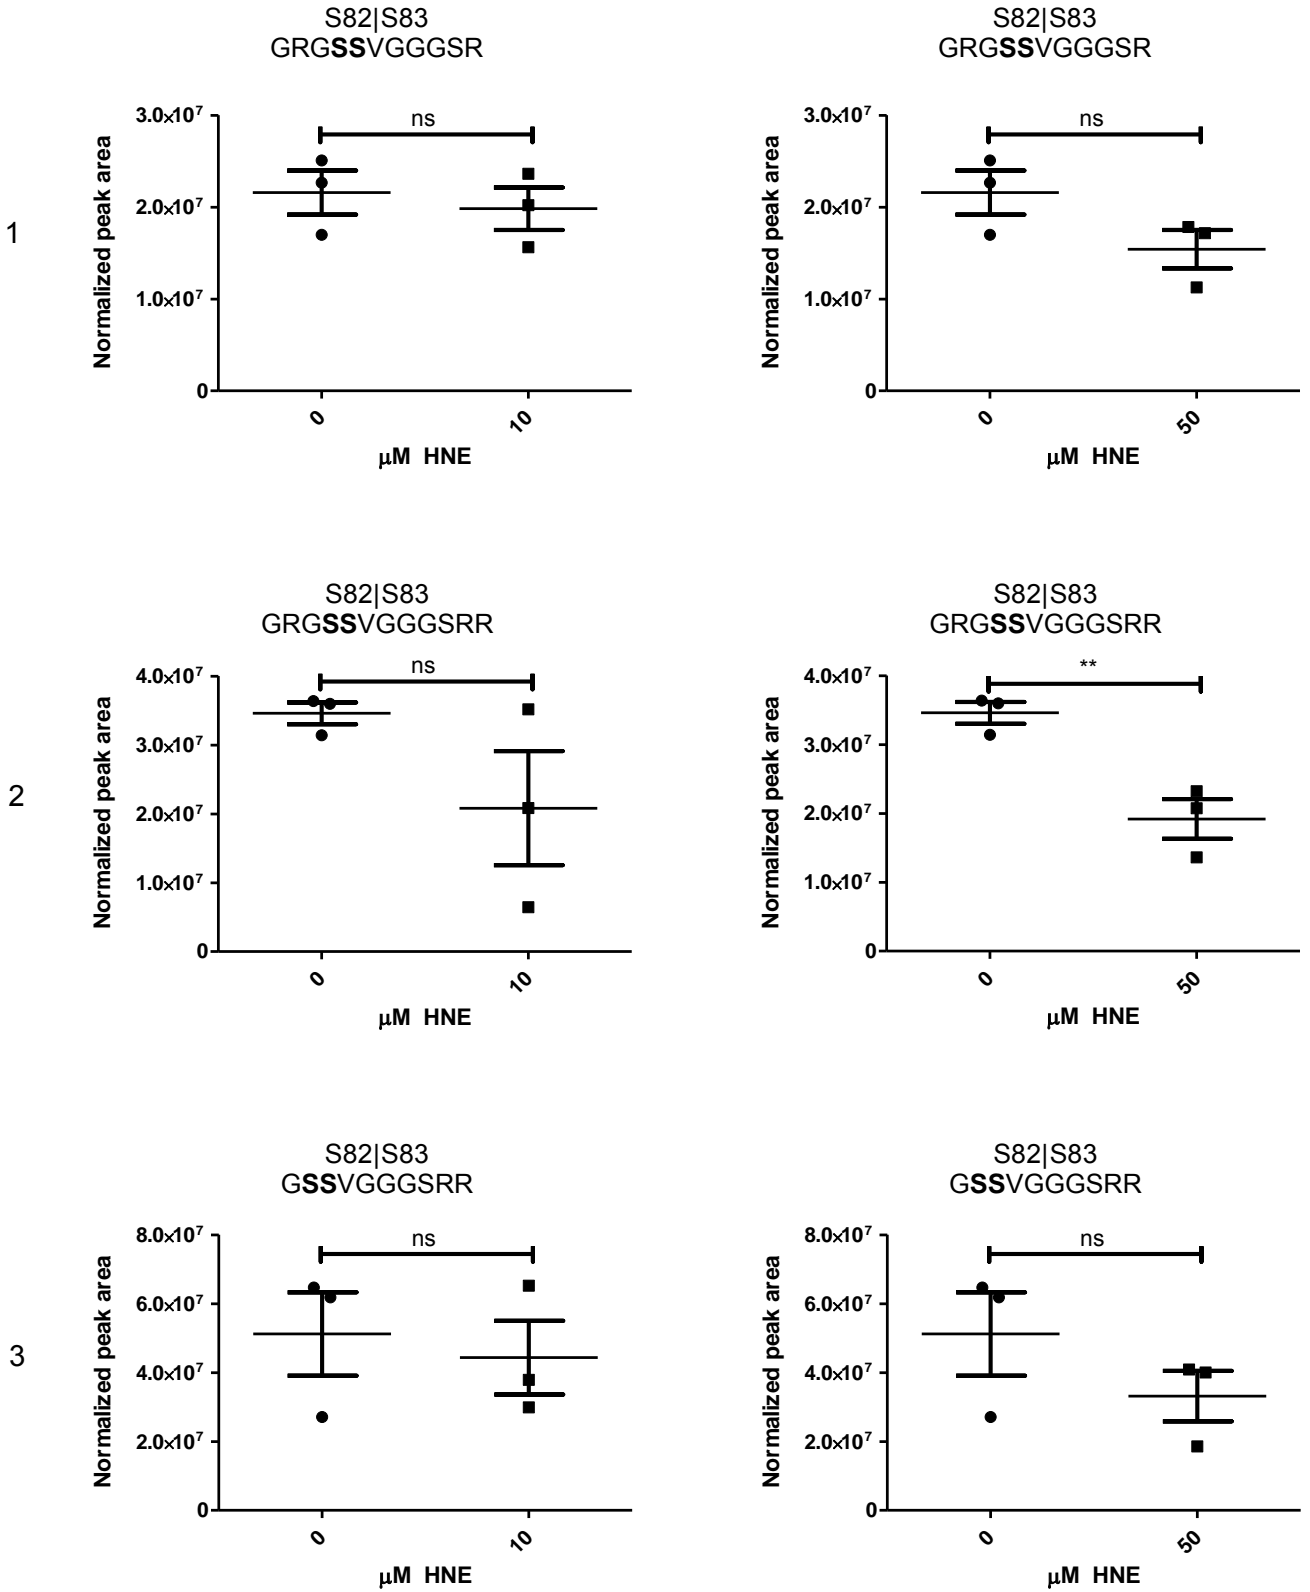 S82|S83
GRGSSVGGGSR
1
Normalized peak area
3.0×10⁷
2.0×10⁷
1.0×10⁷
0
ns
0
10
μM HNE
S82|S83
GRGSSVGGGSR
Normalized peak area
3.0×10⁷
2.0×10⁷
1.0×10⁷
0
ns
0
50
μM HNE
S82|S83
GRGSSVGGGSRR
2
Normalized peak area
4.0×10⁷
3.0×10⁷
2.0×10⁷
1.0×10⁷
0
ns
0
10
μM HNE
S82|S83
GRGSSVGGGSRR
Normalized peak area
4.0×10⁷
3.0×10⁷
2.0×10⁷
1.0×10⁷
0
**
0
50
μM HNE
S82|S83
GSSVGGGSRR
3
Normalized peak area
8.0×10⁷
6.0×10⁷
4.0×10⁷
2.0×10⁷
0
ns
0
10
μM HNE
S82|S83
GSSVGGGSRR
Normalized peak area
8.0×10⁷
6.0×10⁷
4.0×10⁷
2.0×10⁷
0
ns
0
50
μM HNE